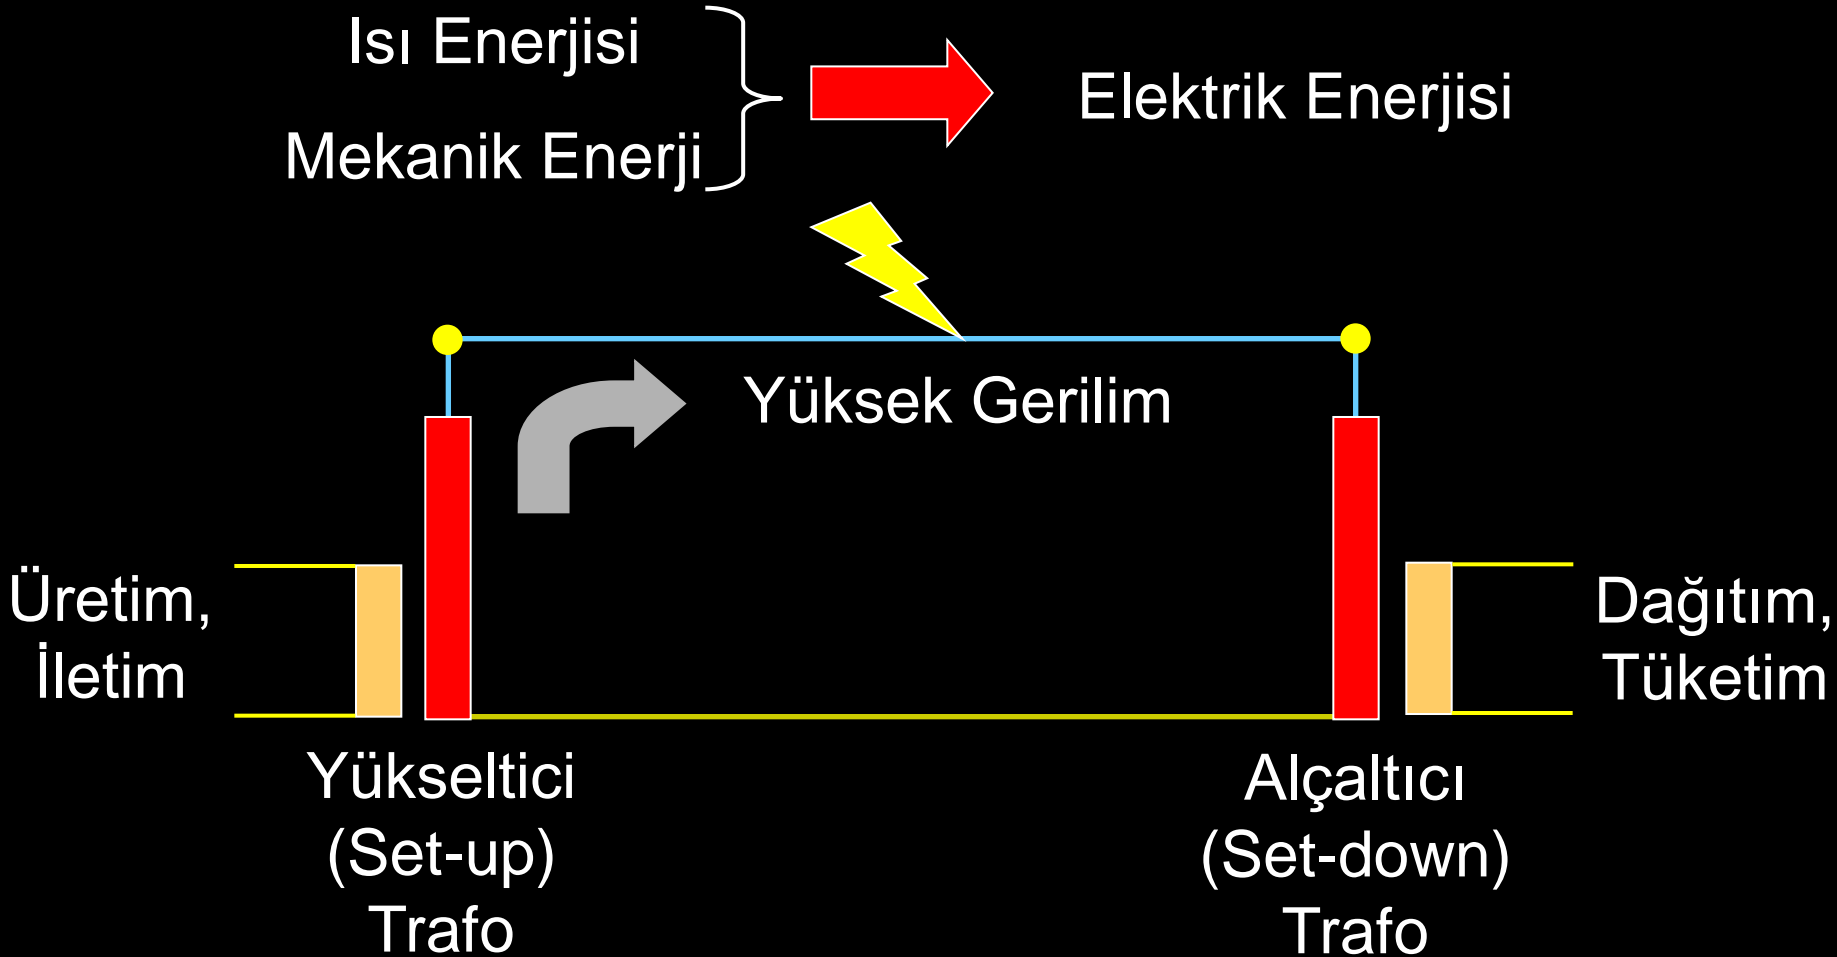 Isı Enerjisi
Mekanik Enerji
Elektrik Enerjisi
Yüksek Gerilim
Üretim,
İletim
Dağıtım,
Tüketim
Yükseltici
(Set-up)
Trafo
Alçaltıcı
(Set-down)
Trafo